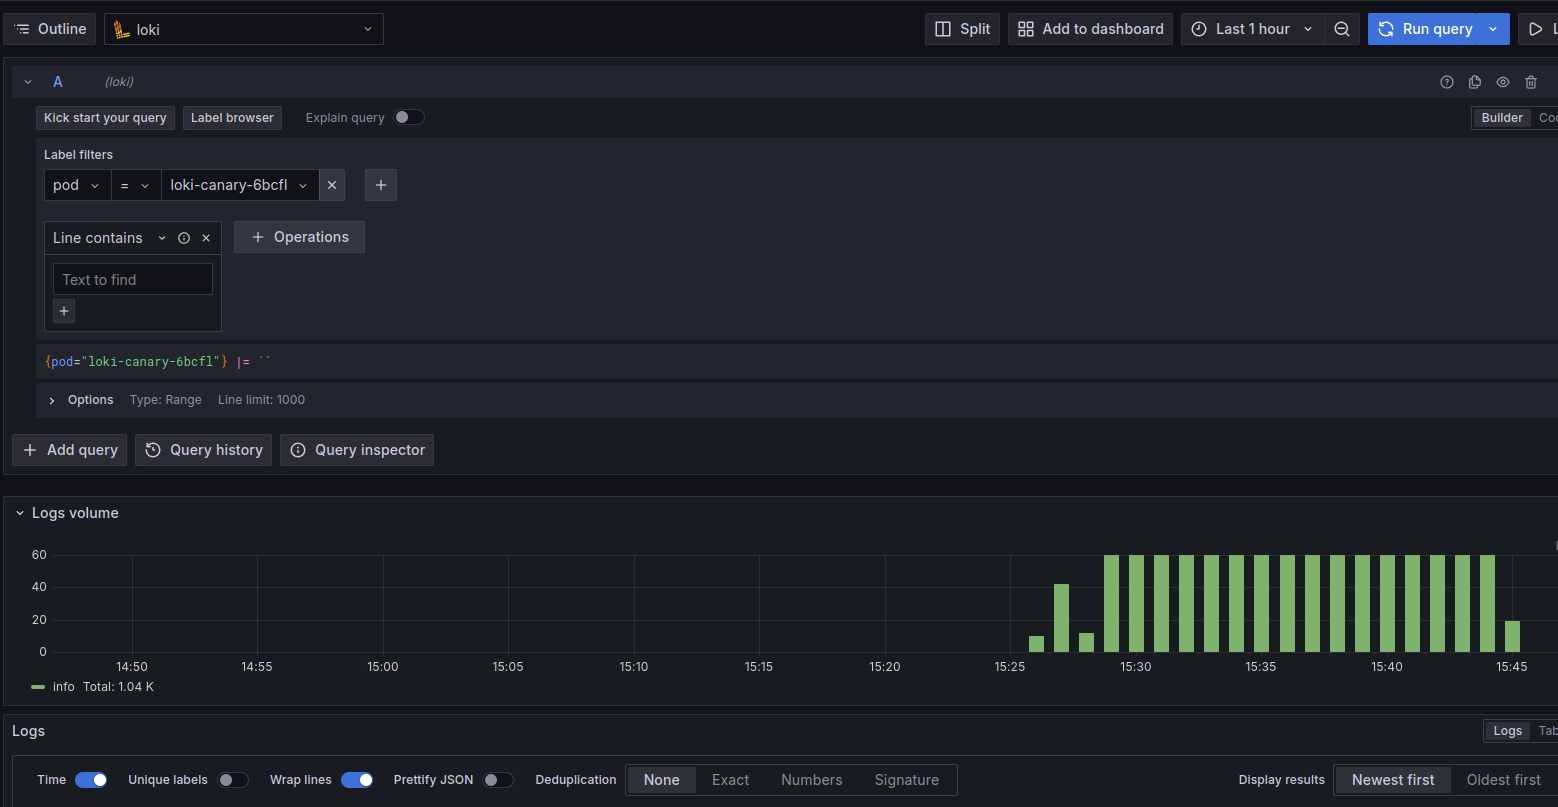 Outline
loki
Split
Add to dashboard
Last 1 hour
Run query
A
(loki)
Kick start your query
Label browser
Explain query
Builder
Label filters
pod
=
loki-canary-6bcfl
Line contains
Operations
Text to find
{pod="loki-canary-6bcfl"} |= ``
Options Type: Range Line limit: 1000
Add query
Query history
Query inspector
Logs volume
60
40
20
0
14:50 14:55 15:00 15:05 15:10 15:15 15:20 15:25 15:30 15:35 15:40 15:45
info Total: 1.04 K
Logs
Logs
Time
Unique labels
Wrap lines
Prettify JSON
Deduplication
None
Exact
Numbers
Signature
Display results
Newest first
Oldest first